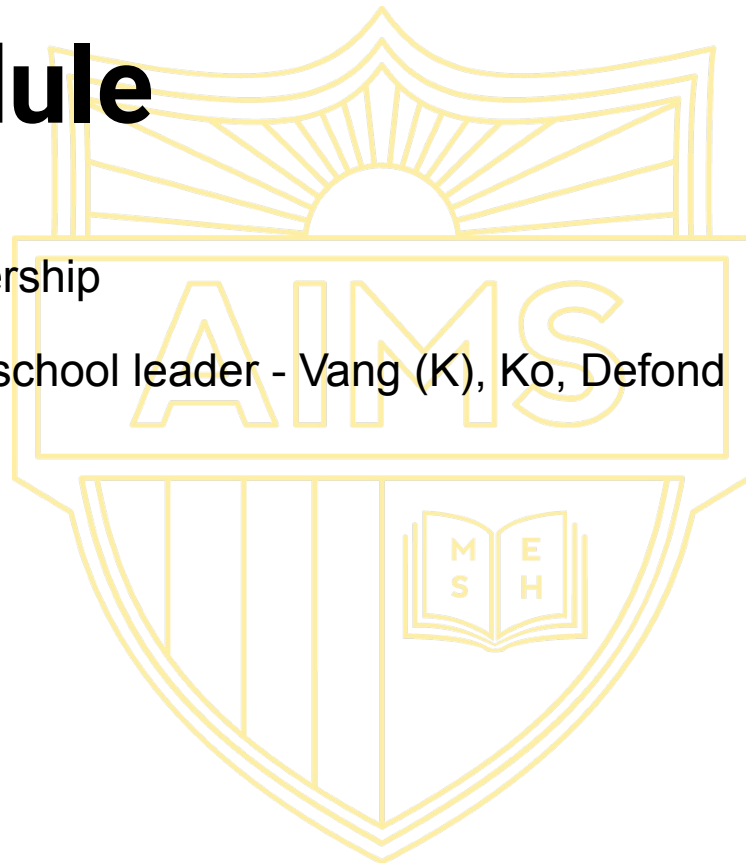 dule
ership
school leader - Vang (K), Ko, Defond
AIMS
M E
S H